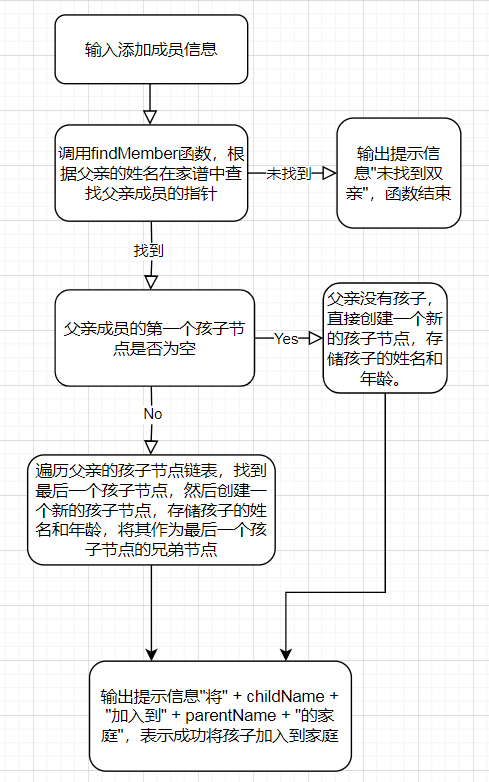 输入添加成员信息
调用findMember函数，根
据父亲的姓名在家谱中查
找父亲成员的指针
未找到
输出提示信
息"未找到双
亲"，函数结束
找到
父亲成员的第一个孩子节
点是否为空
Yes
父亲没有孩子，
直接创建一个新
的孩子节点，存
储孩子的姓名和
年龄。
No
遍历父亲的孩子节点链表，找到
最后一个孩子节点，然后创建一
个新的孩子节点，存储孩子的姓
名和年龄，将其作为最后一个孩
子节点的兄弟节点
输出提示信息"将" + childName +
"加入到" + parentName + "的家
庭"，表示成功将孩子加入到家庭